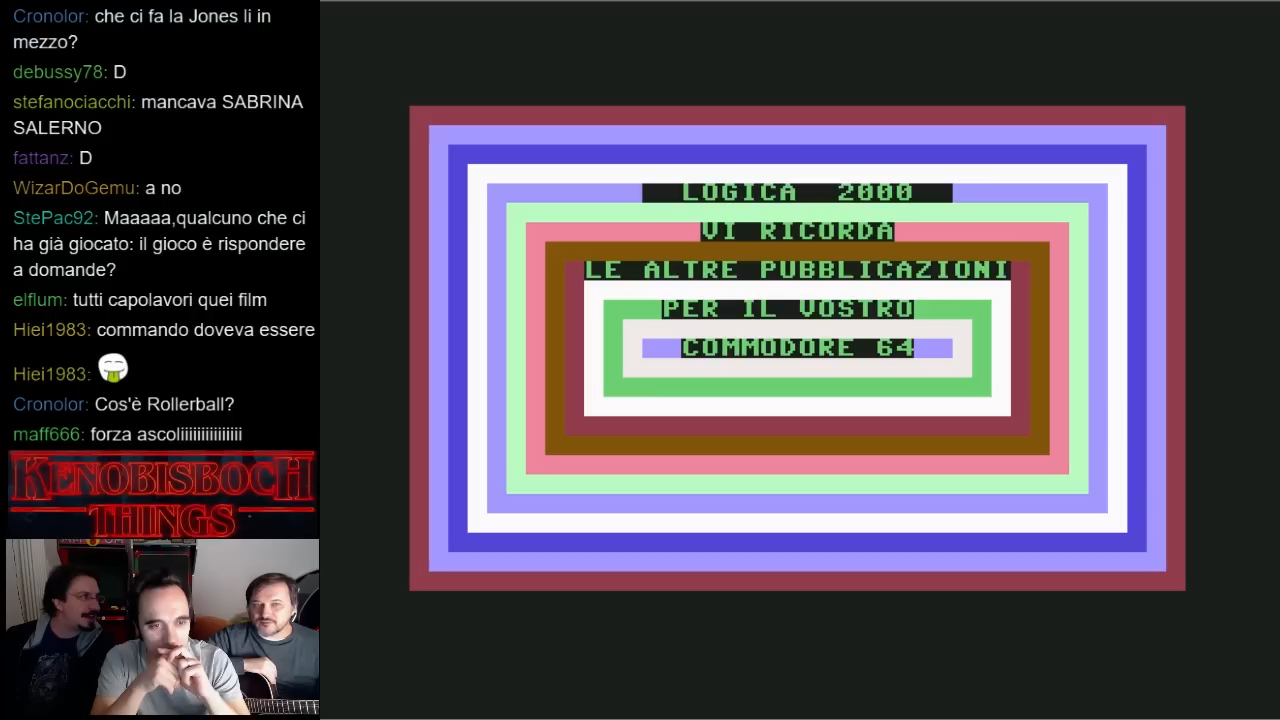 Cronolor: che ci fa la Jones li in
mezzo?
debussy78: D
stefanociacchi: mancava SABRINA
SALERNO
fattanz: D
WizarDoGemu: a no
StePac92: Maaaaa,qualcuno che ci
ha già giocato: il gioco è rispondere
a domande?
elflum: tutti capolavori quei film
Hiei1983: commando doveva essere
Hiei1983:
Cronolor: Cos'è Rollerball?
maff666: forza ascoliiiiiiiiiiiiiii
KENOBISBOCH
THINGS
LOGICA 2000
VI RICORDA
LE ALTRE PUBBLICAZIONI
PER IL VOSTRO
COMMODORE 64